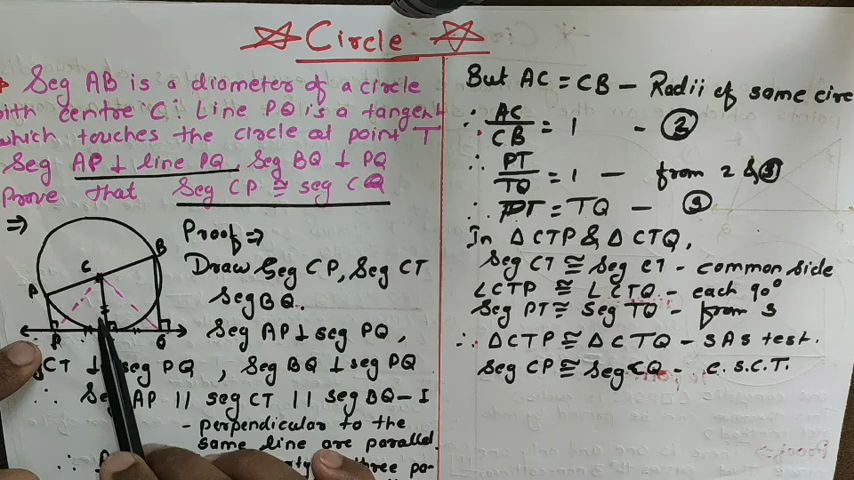 Circle
Seg AB is a diameter of a circle
with centre 'C'. Line PQ is a tangent
which touches the circle at point T
Seg AP ⊥ line PQ, Seg BQ ⊥ PQ
Prove that Seg CP ≅ seg CQ
⇒
Proof ⇒
Draw Seg CP, Seg CT
Seg BQ.
Seg AP ⊥ seg PQ,
CT ⊥ seg PQ, Seg BQ ⊥ seg PQ
∴ Seg AP || seg CT || seg BQ - I
- perpendicular to the
same line are parallel.
∴
three
C
B
P
Q
But AC = CB - Radii of same circ
∴ AC/CB = 1 - ②
∴ PT/TQ = 1 - from 2 & ③
∴ PT = TQ - ③
In △CTP & △CTQ,
Seg CT ≅ Seg CT - common side
∠CTP ≅ ∠CTQ - each 90°
Seg PT ≅ Seg TQ - from 3
∴ △CTP ≅ △CTQ - SAS test.
Seg CP ≅ Seg CQ - C.S.C.T.